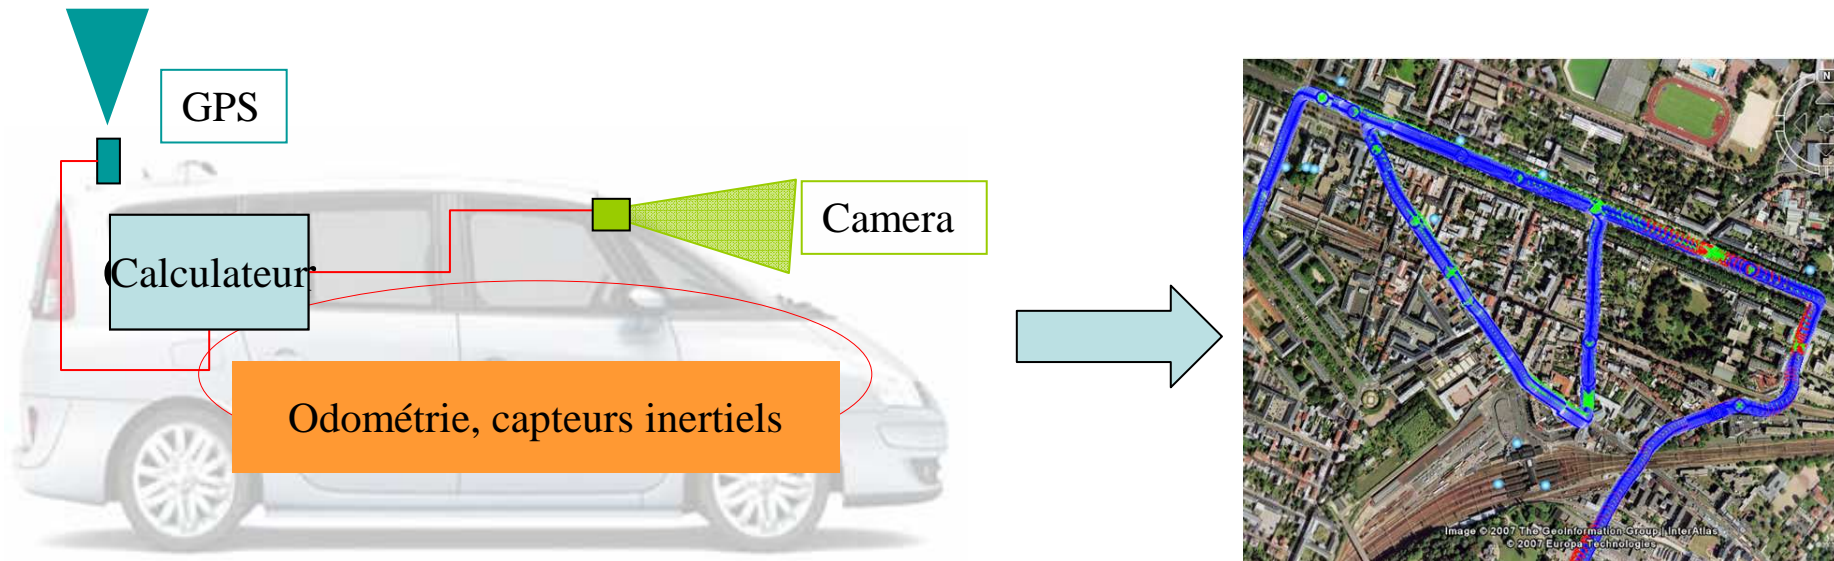 GPS
Camera
Calculateur
Odométrie, capteurs inertiels
N
Image © 2007 The GeoInformation Group | InterAtlas
© 2007 Europa Technologies